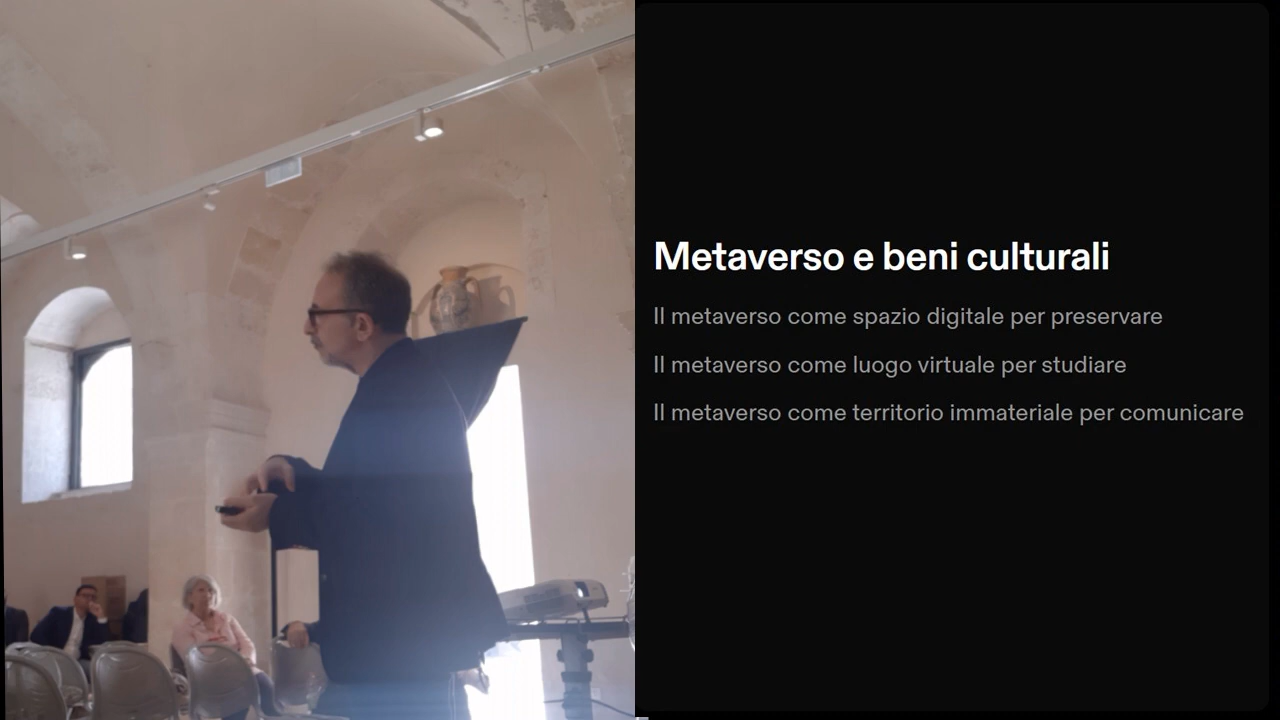 Metaverso e beni culturali
Il metaverso come spazio digitale per preservare
Il metaverso come luogo virtuale per studiare
Il metaverso come territorio immateriale per comunicare